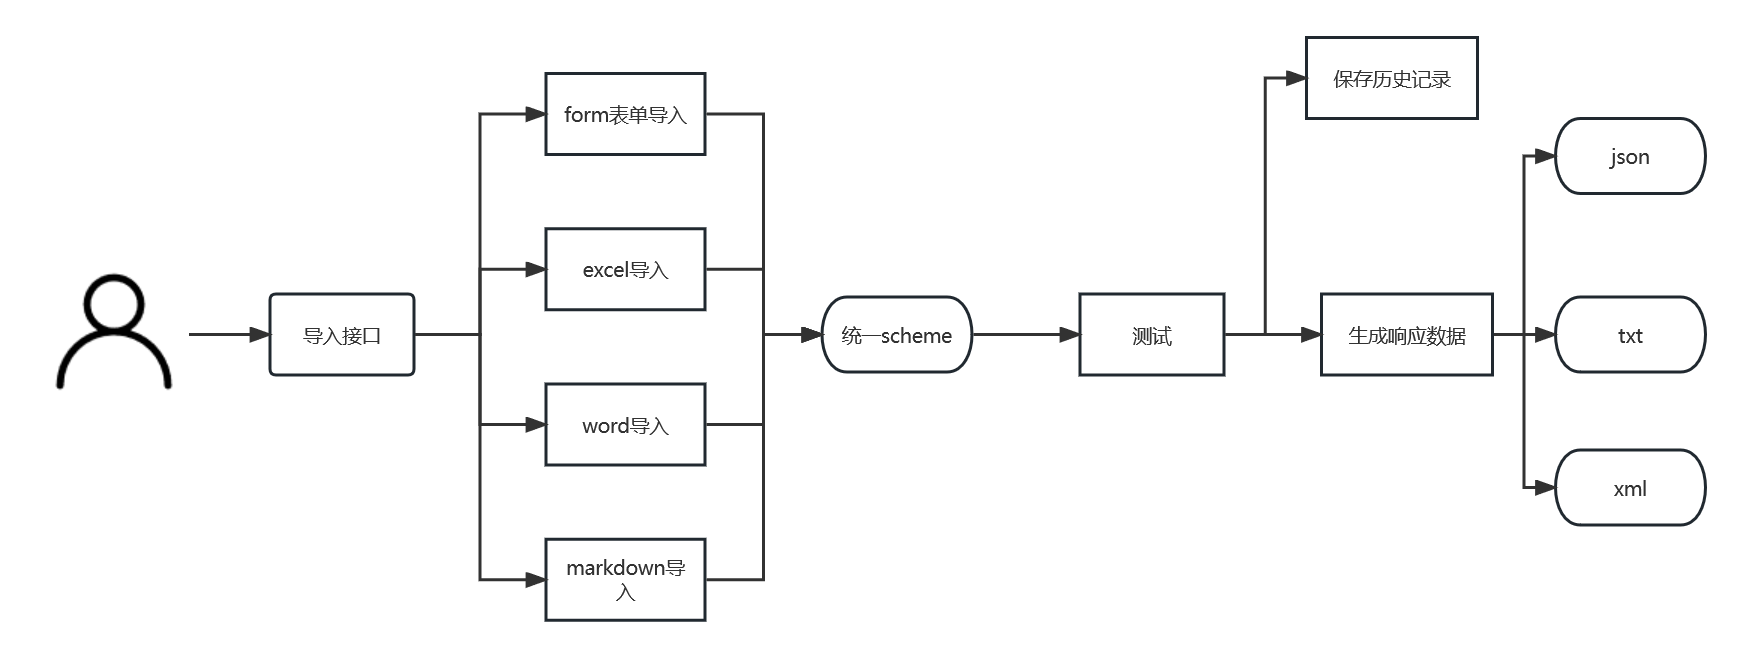 导入接口
form表单导入
excel导入
word导入
markdown导
入
统一scheme
测试
保存历史记录
生成响应数据
json
txt
xml